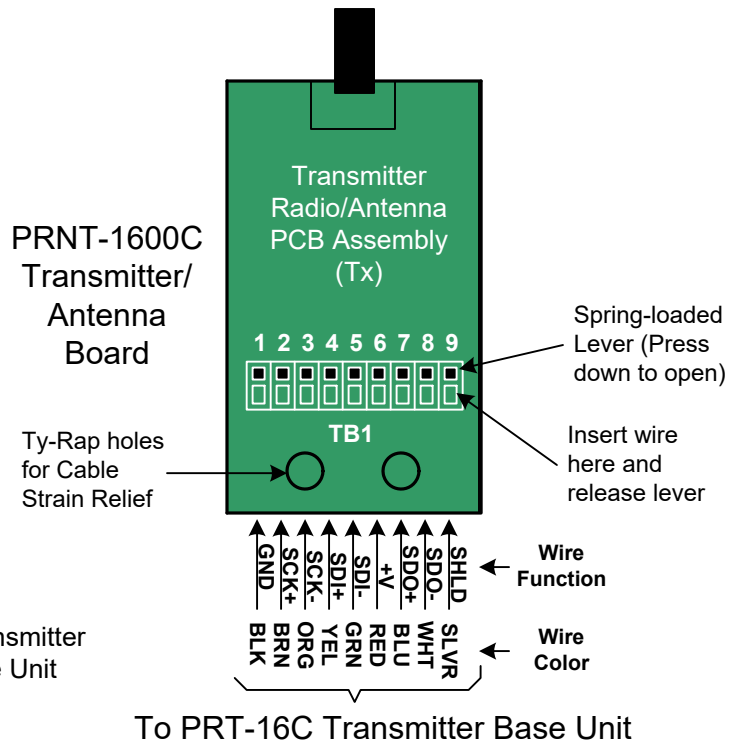 Transmitter
Radio/Antenna
PCB Assembly
(Tx)
PRNT-1600C
Transmitter/
Antenna
Board
1 2 3 4 5 6 7 8 9
TB1
Spring-loaded
Lever (Press
down to open)
Ty-Rap holes
for Cable
Strain Relief
Insert wire
here and
release lever
GND
SCK+
SCK-
SDI+
SDI-
+V
SDO+
SDO-
SHLD
Wire
Function
BLK
BRN
ORG
YEL
GRN
RED
BLU
WHT
SLVR
Wire
Color
nsmitter
Unit
To PRT-16C Transmitter Base Unit